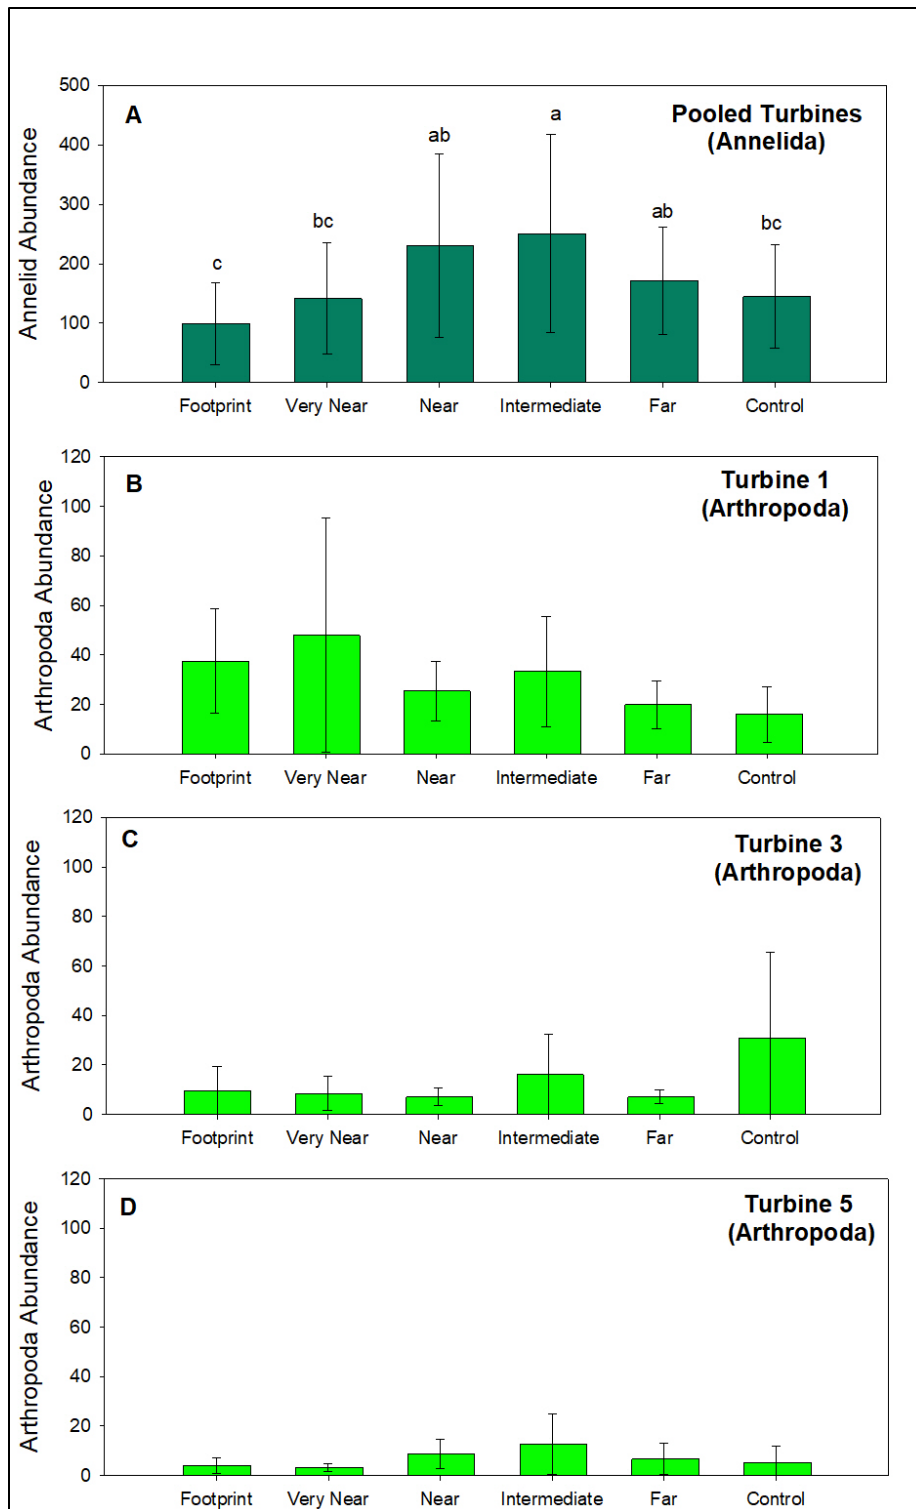 A
Pooled Turbines
(Annelida)
Annelid Abundance
500
400
300
200
100
0
c
bc
ab
a
ab
bc
Footprint Very Near Near Intermediate Far Control
B
Turbine 1
(Arthropoda)
Arthropoda Abundance
120
100
80
60
40
20
0
Footprint Very Near Near Intermediate Far Control
C
Turbine 3
(Arthropoda)
Arthropoda Abundance
120
100
80
60
40
20
0
Footprint Very Near Near Intermediate Far Control
D
Turbine 5
(Arthropoda)
Arthropoda Abundance
120
100
80
60
40
20
0
Footprint Very Near Near Intermediate Far Control